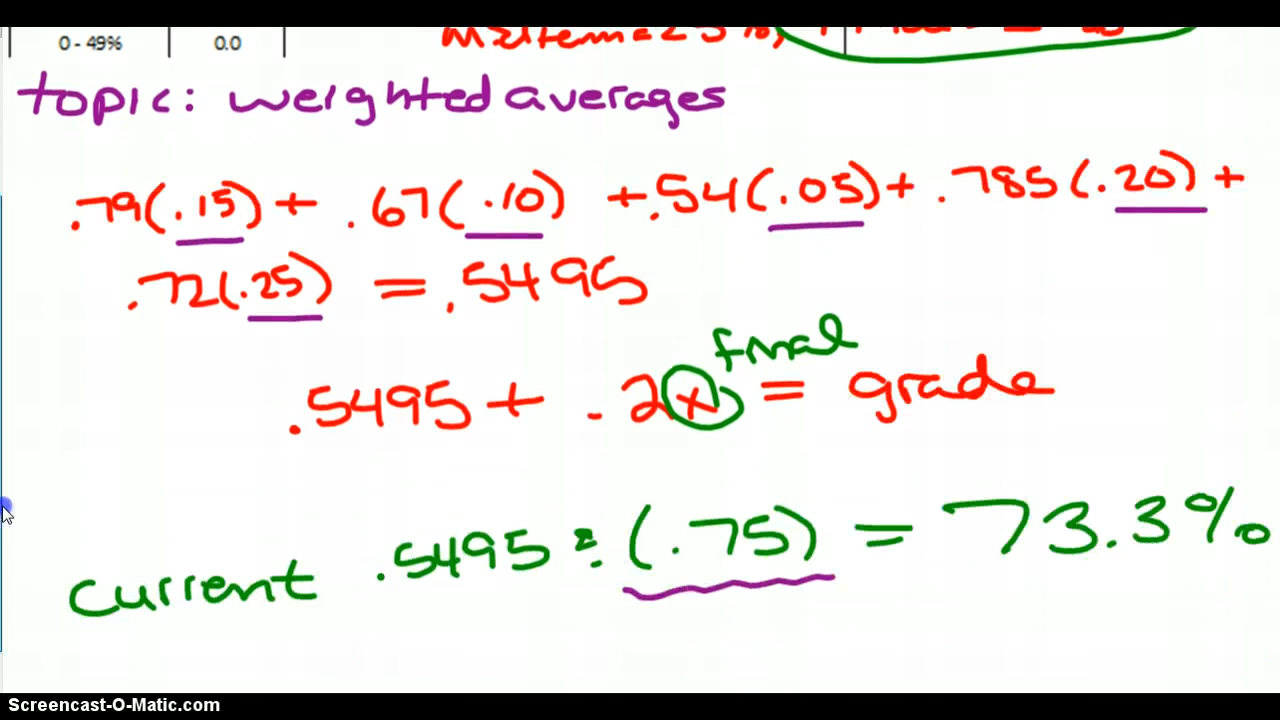 0 - 49% 0.0
topic: weighted averages
.79(.15) + .67(.10) + .54(.05) + .785(.20) +
.72(.25) = .5495
final
.5495 + .2x = grade
current .5495 ÷ (.75) = 73.3%
Screencast-O-Matic.com